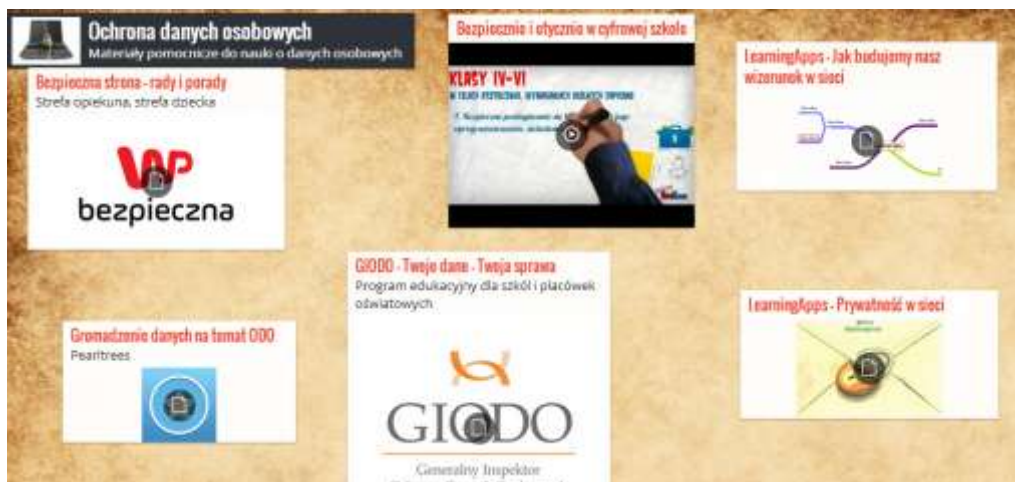 Ochrona danych osobowych
Materiały pomocnicze do nauki o danych osobowych
Bezpieczna strona - rady i porady
Strefa opiekuna, strefa dziecka
WP
bezpieczna
Bezpiecznie i etycznie w cyfrowej szkole
KLASY IV-VI
LearningApps - Jak budujemy nasz
wizerunek w sieci
GIODO - Twoje dane - Twoja sprawa
Program edukacyjny dla szkół i placówek
oświatowych
GIODO
Generalny Inspektor
Gromadzenie danych na temat ODO
Pearltrees
LearningApps - Prywatność w sieci